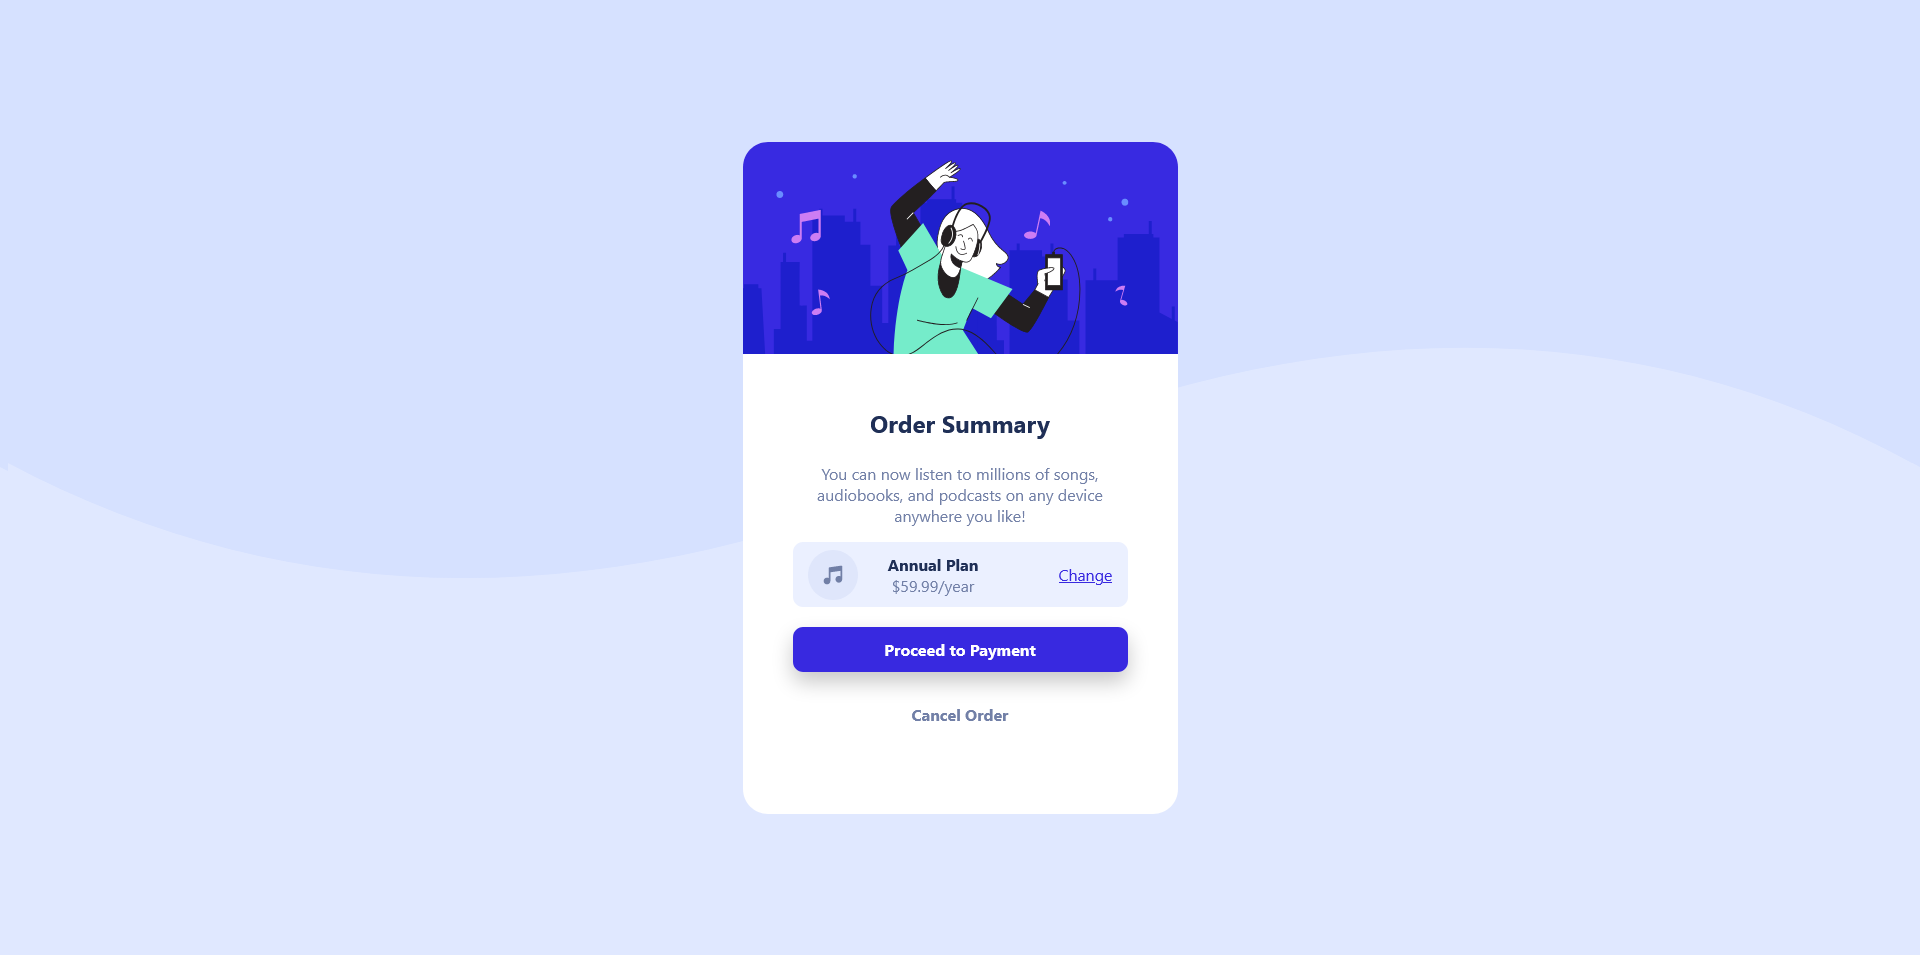 Order Summary
You can now listen to millions of songs,
audiobooks, and podcasts on any device
anywhere you like!
Annual Plan
$59.99/year
Change
Proceed to Payment
Cancel Order